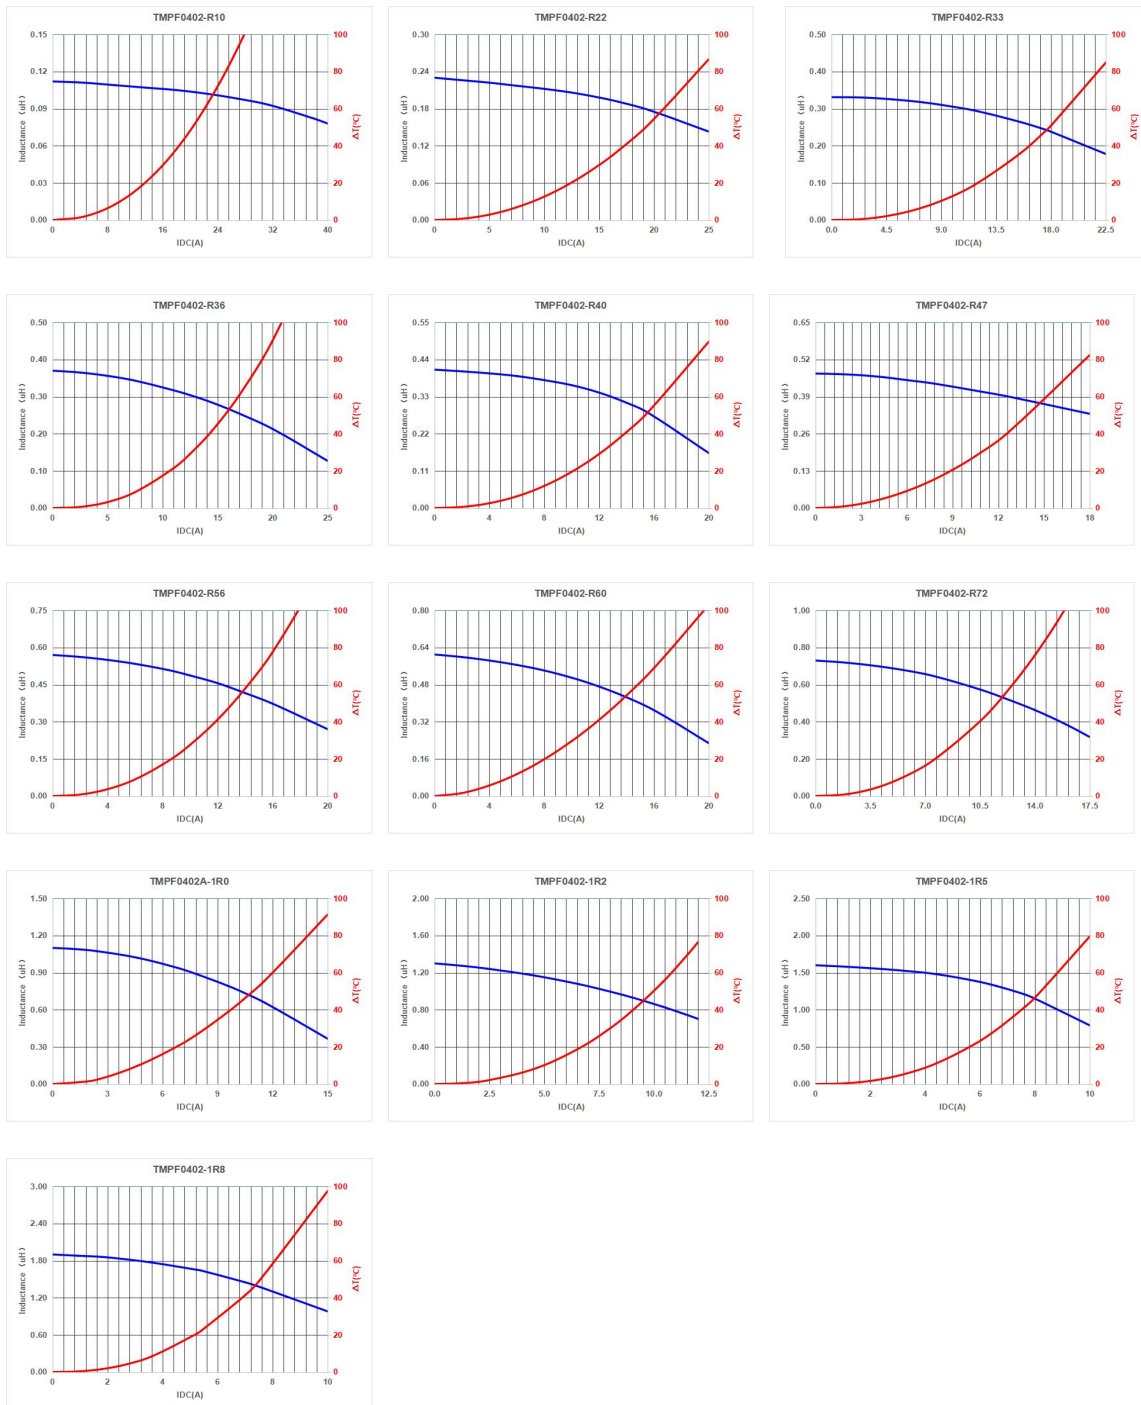 TMPF0402-R10
0.15
0.12
0.09
0.06
0.03
0.00
Inductance (uH)
100
80
60
40
20
0
ΔT(℃)
0 8 16 24 32 40
IDC(A)
TMPF0402-R22
0.30
0.24
0.18
0.12
0.06
0.00
Inductance (uH)
100
80
60
40
20
0
ΔT(℃)
0 5 10 15 20 25
IDC(A)
TMPF0402-R33
0.50
0.40
0.30
0.20
0.10
0.00
Inductance (uH)
100
80
60
40
20
0
ΔT(℃)
0.0 4.5 9.0 13.5 18.0 22.5
IDC(A)
TMPF0402-R36
0.50
0.40
0.30
0.20
0.10
0.00
Inductance (uH)
100
80
60
40
20
0
ΔT(℃)
0 5 10 15 20 25
IDC(A)
TMPF0402-R40
0.55
0.44
0.33
0.22
0.11
0.00
Inductance (uH)
100
80
60
40
20
0
ΔT(℃)
0 4 8 12 16 20
IDC(A)
TMPF0402-R47
0.65
0.52
0.39
0.26
0.13
0.00
Inductance (uH)
100
80
60
40
20
0
ΔT(℃)
0 3 6 9 12 15 18
IDC(A)
TMPF0402-R56
0.75
0.60
0.45
0.30
0.15
0.00
Inductance (uH)
100
80
60
40
20
0
ΔT(℃)
0 4 8 12 16 20
IDC(A)
TMPF0402-R60
0.80
0.64
0.48
0.32
0.16
0.00
Inductance (uH)
100
80
60
40
20
0
ΔT(℃)
0 4 8 12 16 20
IDC(A)
TMPF0402-R72
1.00
0.80
0.60
0.40
0.20
0.00
Inductance (uH)
100
80
60
40
20
0
ΔT(℃)
0.0 3.5 7.0 10.5 14.0 17.5
IDC(A)
TMPF0402A-1R0
1.50
1.20
0.90
0.60
0.30
0.00
Inductance (uH)
100
80
60
40
20
0
ΔT(℃)
0 3 6 9 12 15
IDC(A)
TMPF0402-1R2
2.00
1.60
1.20
0.80
0.40
0.00
Inductance (uH)
100
80
60
40
20
0
ΔT(℃)
0.0 2.5 5.0 7.5 10.0 12.5
IDC(A)
TMPF0402-1R5
2.50
2.00
1.50
1.00
0.50
0.00
Inductance (uH)
100
80
60
40
20
0
ΔT(℃)
0 2 4 6 8 10
IDC(A)
TMPF0402-1R8
3.00
2.40
1.80
1.20
0.60
0.00
Inductance (uH)
100
80
60
40
20
0
ΔT(℃)
0 2 4 6 8 10
IDC(A)